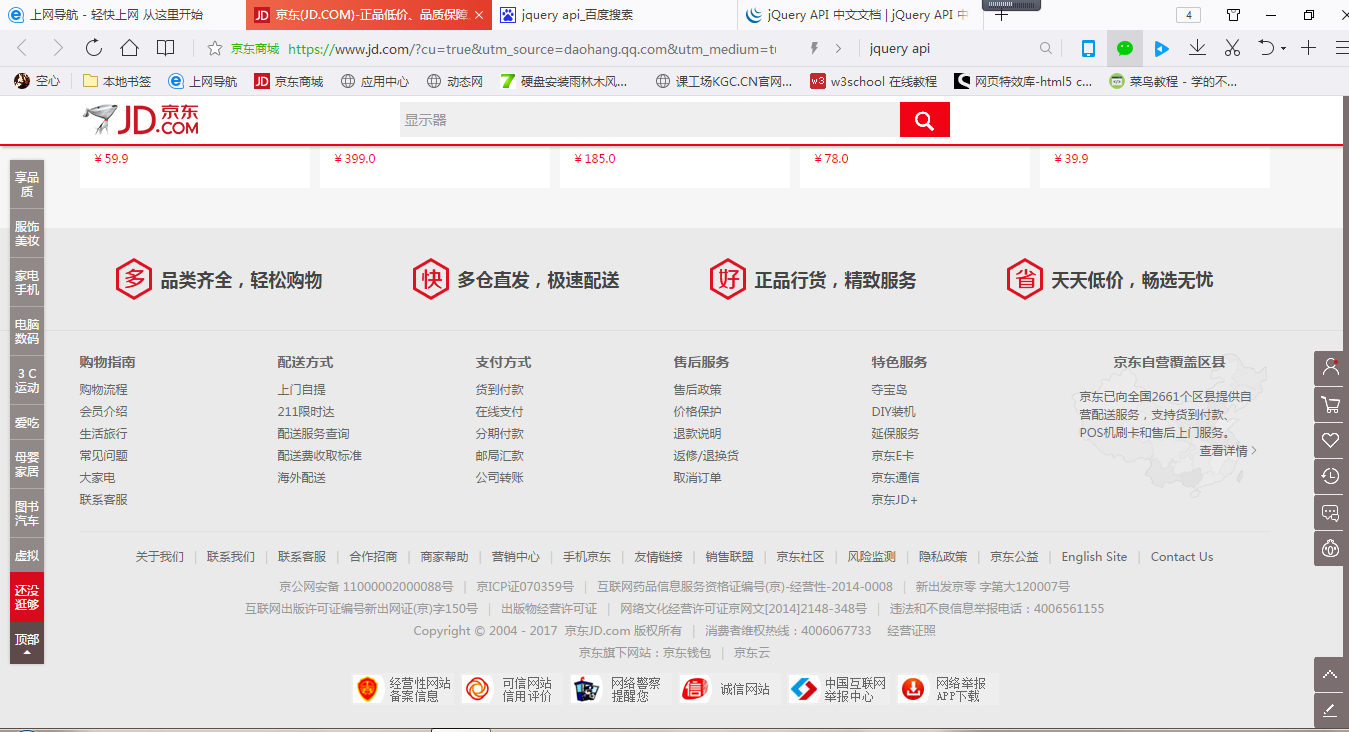 上网导航 - 轻快上网 从这里开始
JD 京东(JD.COM)-正品低价、品质保障
jquery api_百度搜索
jQuery API 中文文档 | jQuery API 中
4
京东商城 https://www.jd.com/?cu=true&utm_source=daohang.qq.com&utm_medium=tu
jquery api
空心 本地书签 上网导航 JD 京东商城 应用中心 动态网 7 硬盘安装雨林木风... 课工场KGC.CN官网... w3 w3school 在线教程 网页特效库-html5 c... 菜鸟教程 - 学的不...
JD 京东 .COM
显示器
¥ 59.9 ¥ 399.0 ¥ 185.0 ¥ 78.0 ¥ 39.9
享品
质
服饰
美妆
家电
手机
电脑
数码
3 C
运动
爱吃
母婴
家居
图书
汽车
虚拟
还没
逛够
顶部
多 品类齐全，轻松购物 快 多仓直发，极速配送 好 正品行货，精致服务 省 天天低价，畅选无忧
购物指南
购物流程
会员介绍
生活旅行
常见问题
大家电
联系客服
配送方式
上门自提
211限时达
配送服务查询
配送费收取标准
海外配送
支付方式
货到付款
在线支付
分期付款
邮局汇款
公司转账
售后服务
售后政策
价格保护
退款说明
返修/退换货
取消订单
特色服务
夺宝岛
DIY装机
延保服务
京东E卡
京东通信
京东JD+
京东自营覆盖区县
京东已向全国2661个区县提供自
营配送服务，支持货到付款、
POS机刷卡和售后上门服务。
查看详情 >
关于我们 | 联系我们 | 联系客服 | 合作招商 | 商家帮助 | 营销中心 | 手机京东 | 友情链接 | 销售联盟 | 京东社区 | 风险监测 | 隐私政策 | 京东公益 | English Site | Contact Us
京公网安备 11000002000088号 | 京ICP证070359号 | 互联网药品信息服务资格证编号(京)-经营性-2014-0008 | 新出发京零 字第大120007号
互联网出版许可证编号新出网证(京)字150号 | 出版物经营许可证 | 网络文化经营许可证京网文[2014]2148-348号 | 违法和不良信息举报电话：4006561155
Copyright © 2004 - 2017 京东JD.com 版权所有 | 消费者维权热线：4006067733 经营证照
京东旗下网站：京东钱包 | 京东云
经营性网站
备案信息
可信网站
信用评价
网络警察
提醒您
信 诚信网站
中国互联网
举报中心
网络举报
APP下载